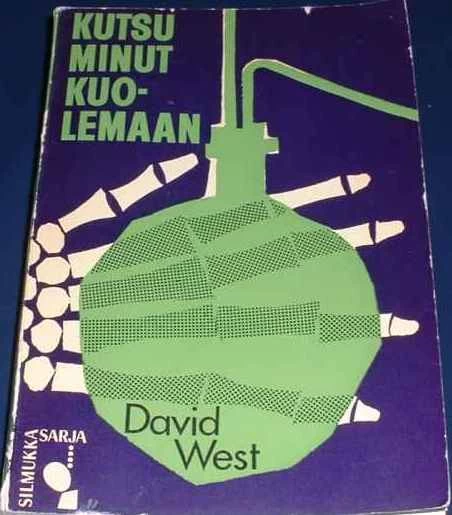 KUTSU
MINUT
KUO-
LEMAAN
David
West
SILMUKKA
SARJA